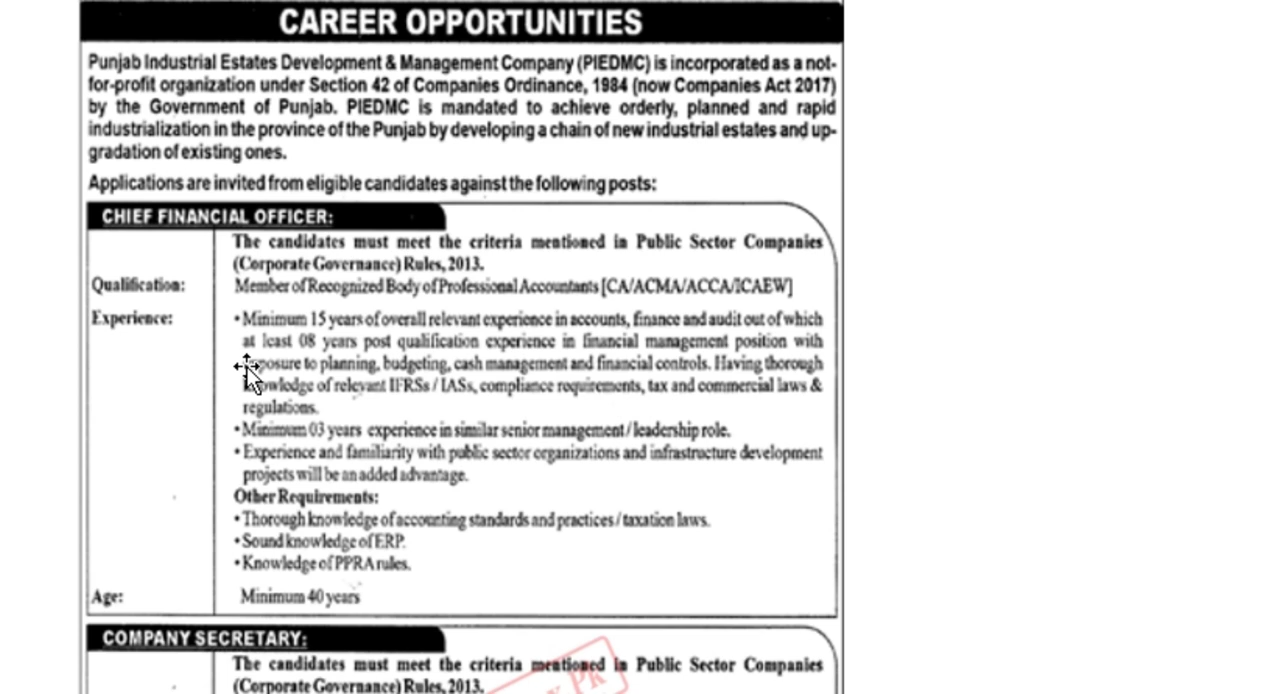 CAREER OPPORTUNITIES
Punjab Industrial Estates Development & Management Company (PIEDMC) is incorporated as a not-
for-profit organization under Section 42 of Companies Ordinance, 1984 (now Companies Act 2017)
by the Government of Punjab. PIEDMC is mandated to achieve orderly, planned and rapid
industrialization in the province of the Punjab by developing a chain of new industrial estates and up-
gradation of existing ones.
Applications are invited from eligible candidates against the following posts:
CHIEF FINANCIAL OFFICER:
The candidates must meet the criteria mentioned in Public Sector Companies
(Corporate Governance) Rules, 2013.
Qualification: Member of Recognized Body of Professional Accountants [CA/ACMA/ACCA/ICAEW]
Experience: • Minimum 15 years of overall relevant experience in accounts, finance and audit out of which
at least 08 years post qualification experience in financial management position with
exposure to planning, budgeting, cash management and financial controls. Having thorough
knowledge of relevant IFRSs / IASs, compliance requirements, tax and commercial laws &
regulations.
• Minimum 03 years experience in similar senior management / leadership role.
• Experience and familiarity with public sector organizations and infrastructure development
projects will be an added advantage.
Other Requirements:
• Thorough knowledge of accounting standards and practices / taxation laws.
• Sound knowledge of ERP.
• Knowledge of PPRA rules.
Age: Minimum 40 years
COMPANY SECRETARY:
The candidates must meet the criteria mentioned in Public Sector Companies
(Corporate Governance) Rules, 2013.